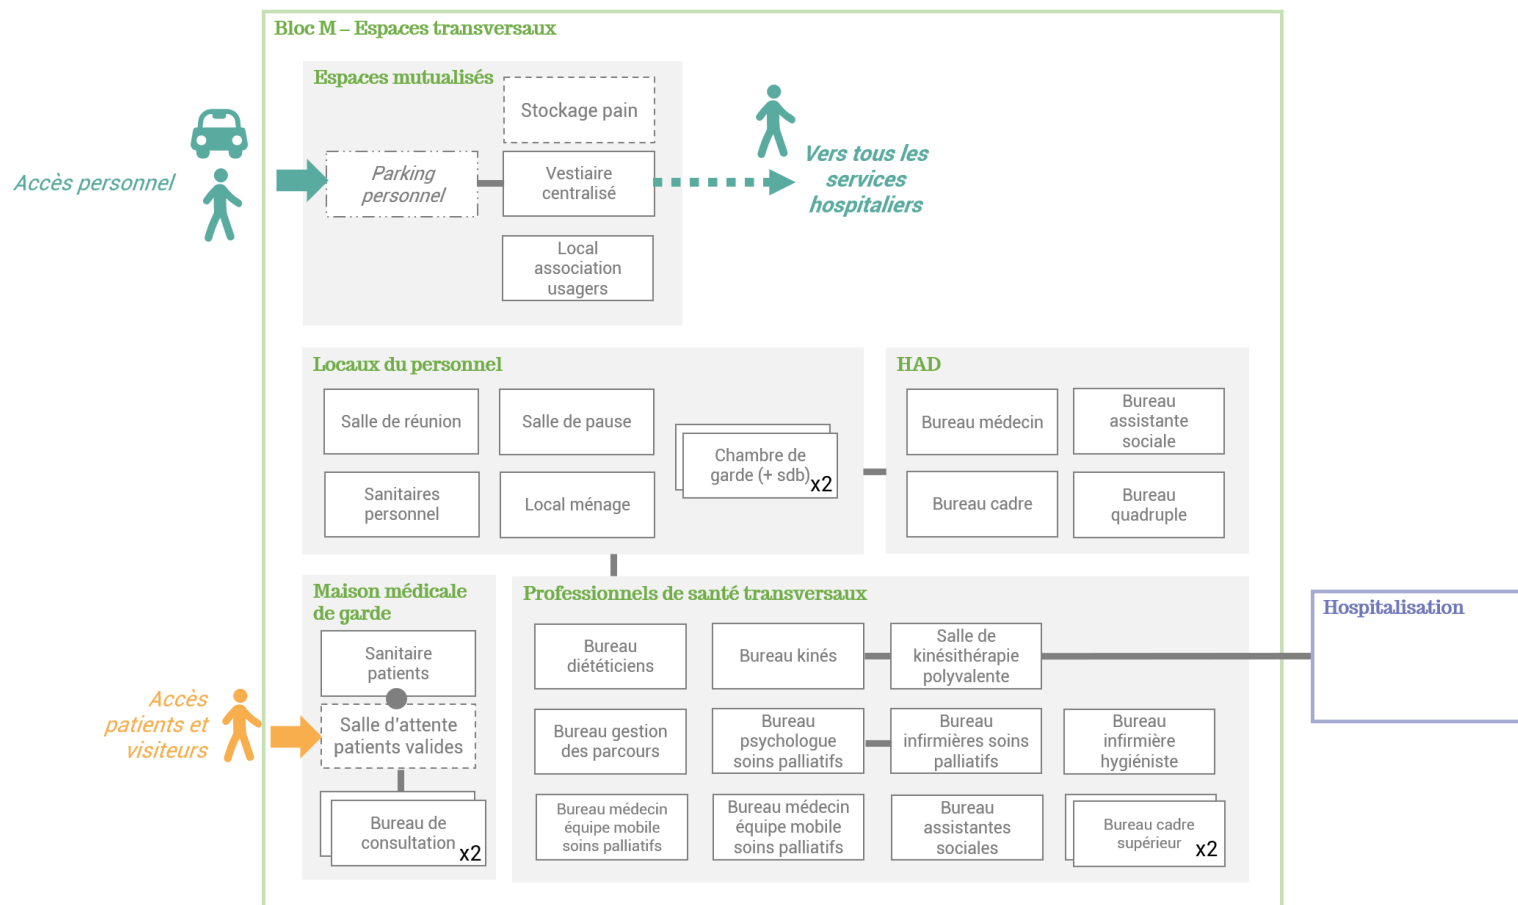 Bloc M – Espaces transversaux
Espaces mutualisés
Stockage pain
Accès personnel
Parking
personnel
Vestiaire
centralisé
Vers tous les
services
hospitaliers
Local
association
usagers
Locaux du personnel
Salle de réunion
Salle de pause
Chambre de
garde (+ sdb)
x2
Sanitaires
personnel
Local ménage
HAD
Bureau médecin
Bureau
assistante
sociale
Bureau cadre
Bureau
quadruple
Maison médicale
de garde
Sanitaire
patients
Accès
patients et
visiteurs
Salle d'attente
patients valides
Bureau de
consultation
x2
Professionnels de santé transversaux
Bureau
diététiciens
Bureau kinés
Salle de
kinésithérapie
polyvalente
Bureau gestion
des parcours
Bureau
psychologue
soins palliatifs
Bureau
infirmières soins
palliatifs
Bureau
infirmière
hygiéniste
Bureau médecin
équipe mobile
soins palliatifs
Bureau médecin
équipe mobile
soins palliatifs
Bureau
assistantes
sociales
Bureau cadre
supérieur
x2
Hospitalisation